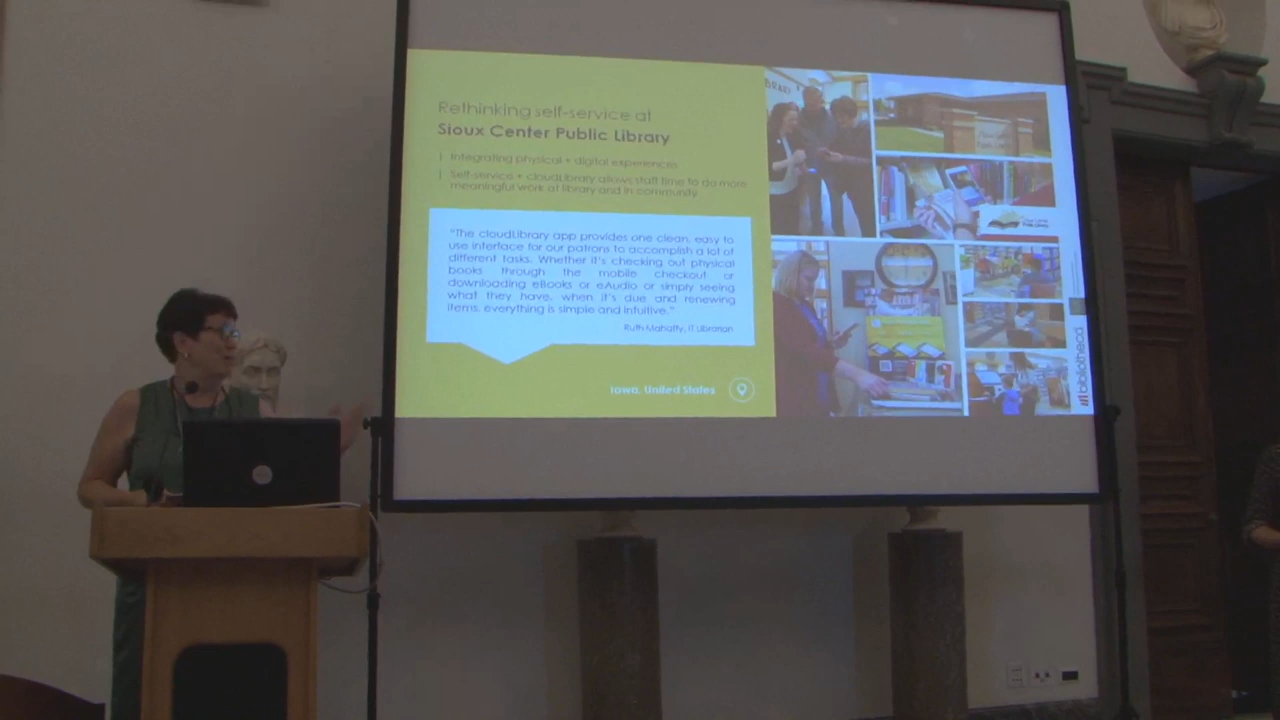 Rethinking self-service at
Sioux Center Public Library
| Integrating physical + digital experiences
| Self-service + cloudLibrary allows staff time to do more
meaningful work at library and in community
"The cloudLibrary app provides one clean, easy to
use interface for our patrons to accomplish a lot of
different tasks. Whether it's checking out physical
books through the mobile checkout or
downloading eBooks or eAudio or simply seeing
what they have, when it's due and renewing
items, everything is simple and intuitive."
Ruth Mahaffy, IT Librarian
Iowa, United States
bibliotheca